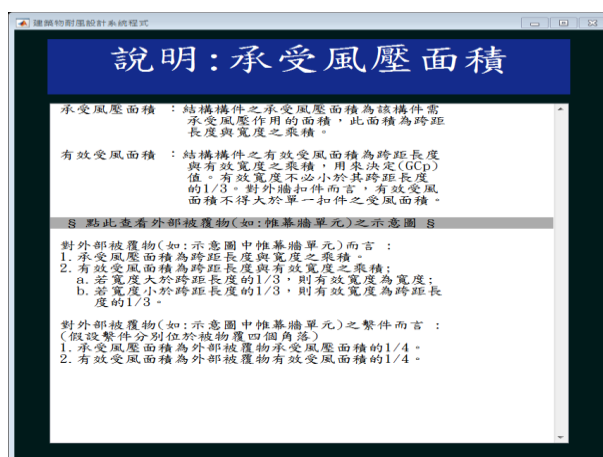 建築物耐風設計系統程式
說明:承受風壓面積
承受風壓面積 :結構構件之承受風壓面積為該構件需
承受風壓作用的面積,此面積為跨距
長度與寬度之乘積。
有效受風面積 :結構構件之有效受風面積為跨距長度
與有效寬度之乘積,用來決定(GCp)
值。有效寬度不必小於其跨距長度
的1/3。對外牆扣件而言,有效受風
面積不得大於單一扣件之受風面積。
§ 點此查看外部被覆物(如:帷幕牆單元)之示意圖 §
對外部被覆物(如:示意圖中帷幕牆單元)而言 :
1. 承受風壓面積為跨距長度與寬度之乘積。
2. 有效受風面積為跨距長度與有效寬度之乘積;
a. 若寬度大於跨距長度的1/3,則有效寬度為寬度;
b. 若寬度小於跨距長度的1/3,則有效寬度為跨距長
度的1/3。
對外部被覆物(如:示意圖中帷幕牆單元)之繫件而言 :
(假設繫件分別位於被物覆四個角落)
1. 承受風壓面積為外部被覆物承受風壓面積的1/4。
2. 有效受風面積為外部被覆物有效受風面積的1/4。